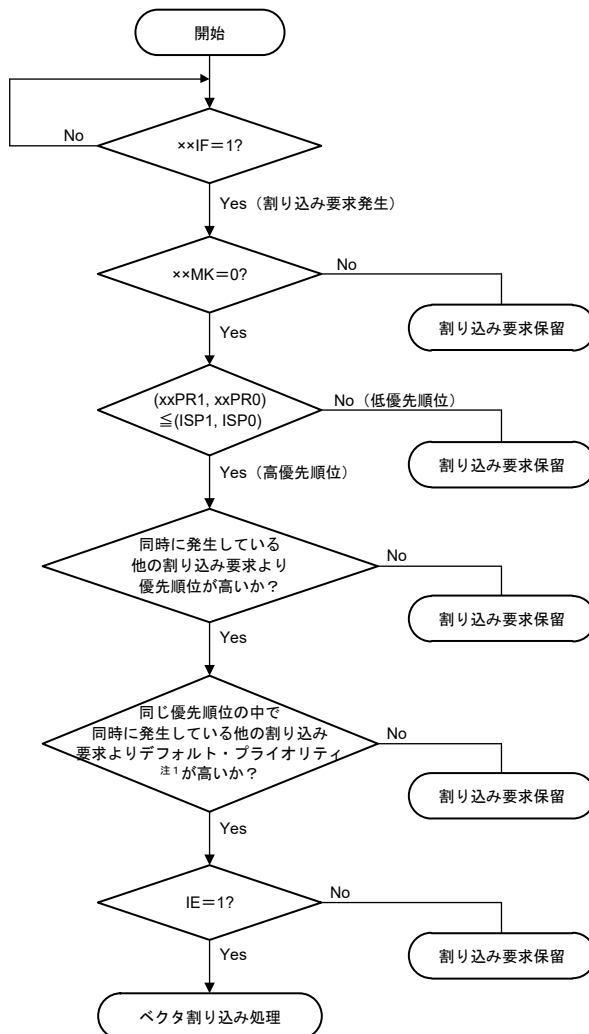 開始
No
××IF＝1?
Yes（割り込み要求発生）
××MK＝0?
No
割り込み要求保留
Yes
(xxPR1, xxPR0)
≦(ISP1, ISP0)
No（低優先順位）
割り込み要求保留
Yes（高優先順位）
同時に発生している
他の割り込み要求より
優先順位が高いか？
No
割り込み要求保留
Yes
同じ優先順位の中で
同時に発生している他の割り込み
要求よりデフォルト・プライオリティ
注1が高いか？
No
割り込み要求保留
Yes
IE＝1?
No
割り込み要求保留
Yes
ベクタ割り込み処理